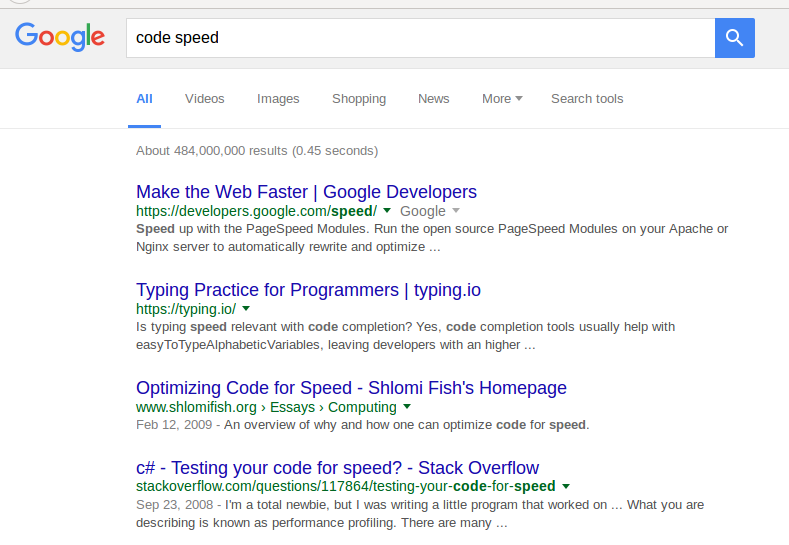 Google
code speed
All Videos Images Shopping News More Search tools
About 484,000,000 results (0.45 seconds)
Make the Web Faster | Google Developers
https://developers.google.com/speed/ Google
Speed up with the PageSpeed Modules. Run the open source PageSpeed Modules on your Apache or
Nginx server to automatically rewrite and optimize ...
Typing Practice for Programmers | typing.io
https://typing.io/
Is typing speed relevant with code completion? Yes, code completion tools usually help with
easyToTypeAlphabeticVariables, leaving developers with an higher ...
Optimizing Code for Speed - Shlomi Fish's Homepage
www.shlomifish.org › Essays › Computing
Feb 12, 2009 - An overview of why and how one can optimize code for speed.
c# - Testing your code for speed? - Stack Overflow
stackoverflow.com/questions/117864/testing-your-code-for-speed
Sep 23, 2008 - I'm a total newbie, but I was writing a little program that worked on ... What you are
describing is known as performance profiling. There are many ...